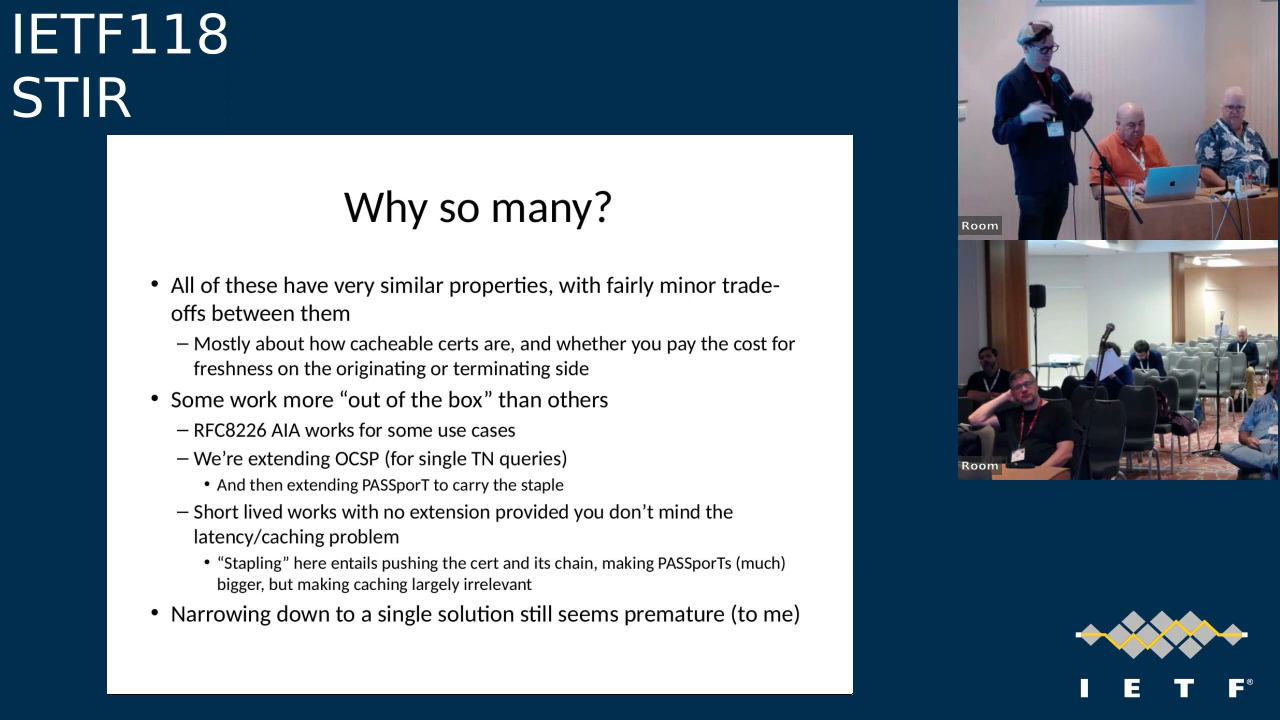 IETF118
STIR
Why so many?
• All of these have very similar properties, with fairly minor trade-
offs between them
– Mostly about how cacheable certs are, and whether you pay the cost for
freshness on the originating or terminating side
• Some work more “out of the box” than others
– RFC8226 AIA works for some use cases
– We’re extending OCSP (for single TN queries)
• And then extending PASSporT to carry the staple
– Short lived works with no extension provided you don’t mind the
latency/caching problem
• “Stapling” here entails pushing the cert and its chain, making PASSporTs (much)
bigger, but making caching largely irrelevant
• Narrowing down to a single solution still seems premature (to me)
Room
Room
I E T F®